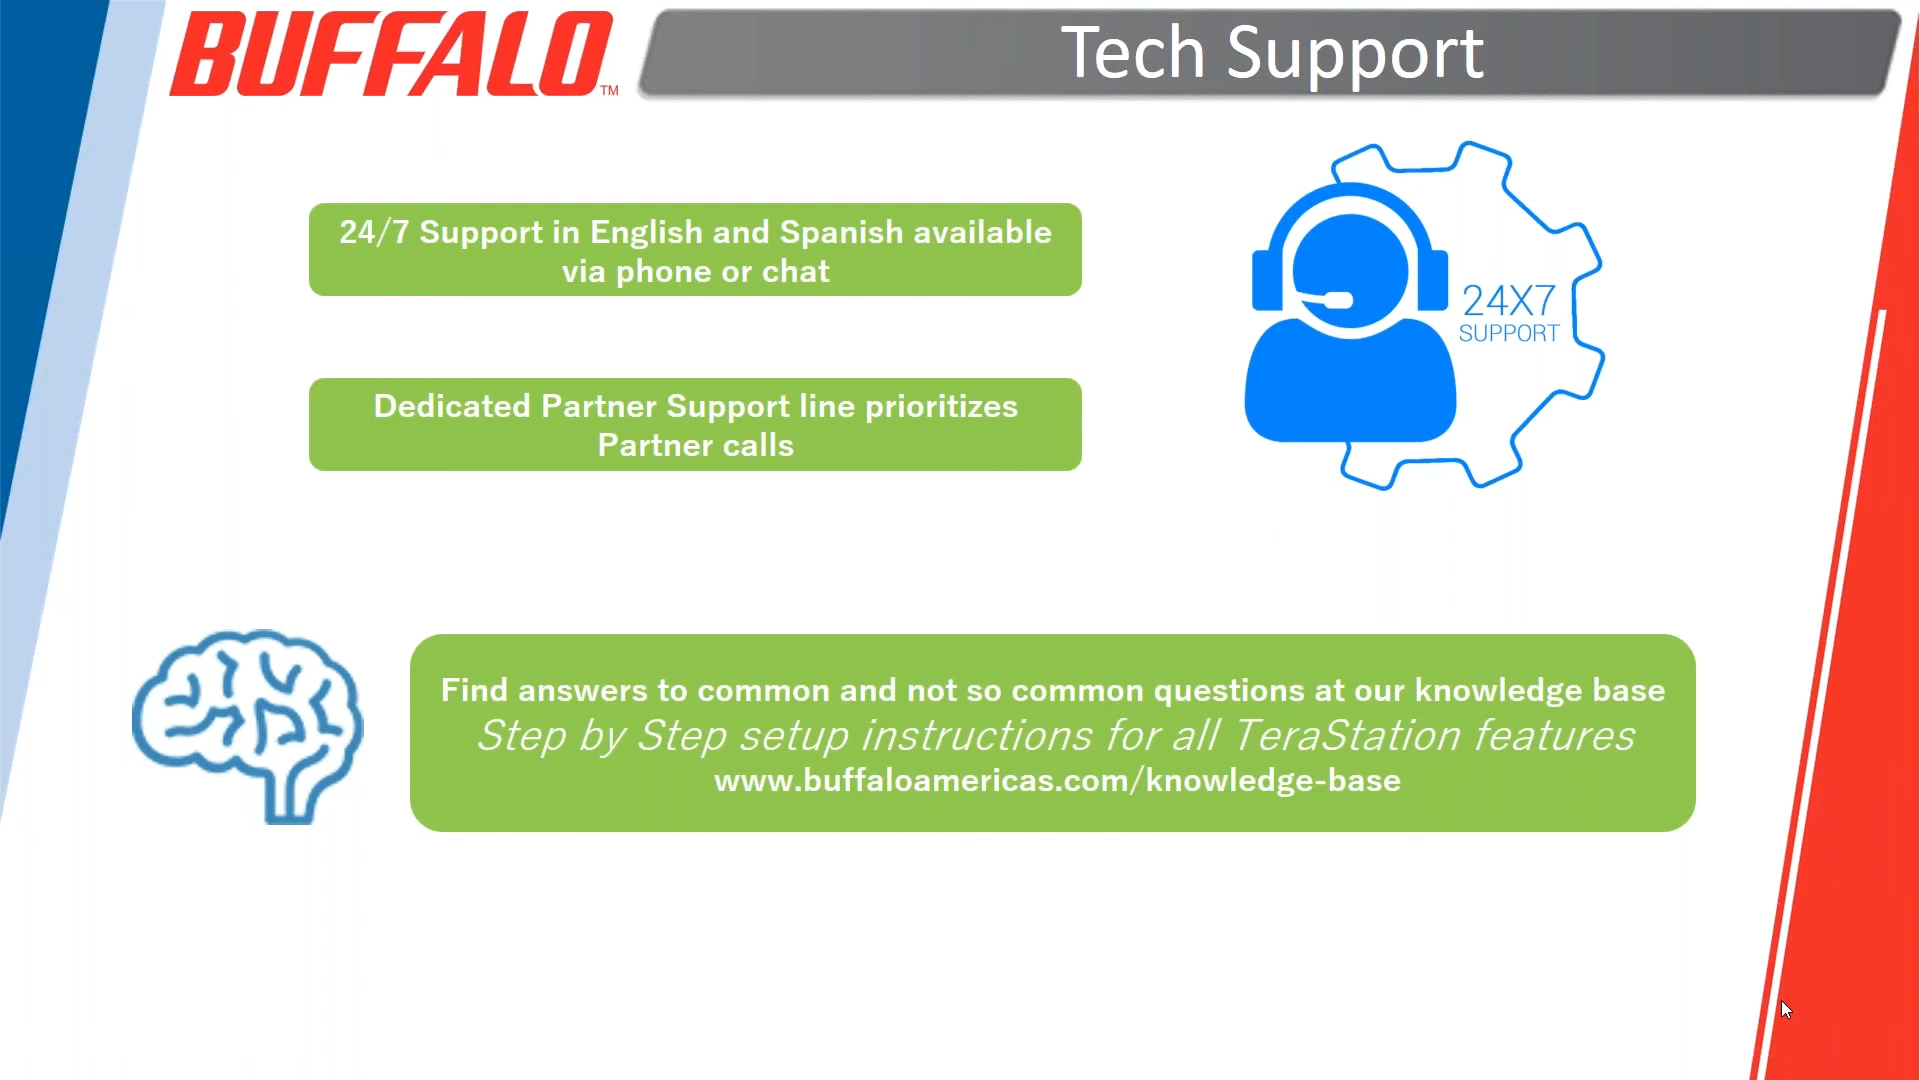 BUFFALO™
Tech Support
24/7 Support in English and Spanish available
via phone or chat
24X7
SUPPORT
Dedicated Partner Support line prioritizes
Partner calls
Find answers to common and not so common questions at our knowledge base
Step by Step setup instructions for all TeraStation features
www.buffaloamericas.com/knowledge-base